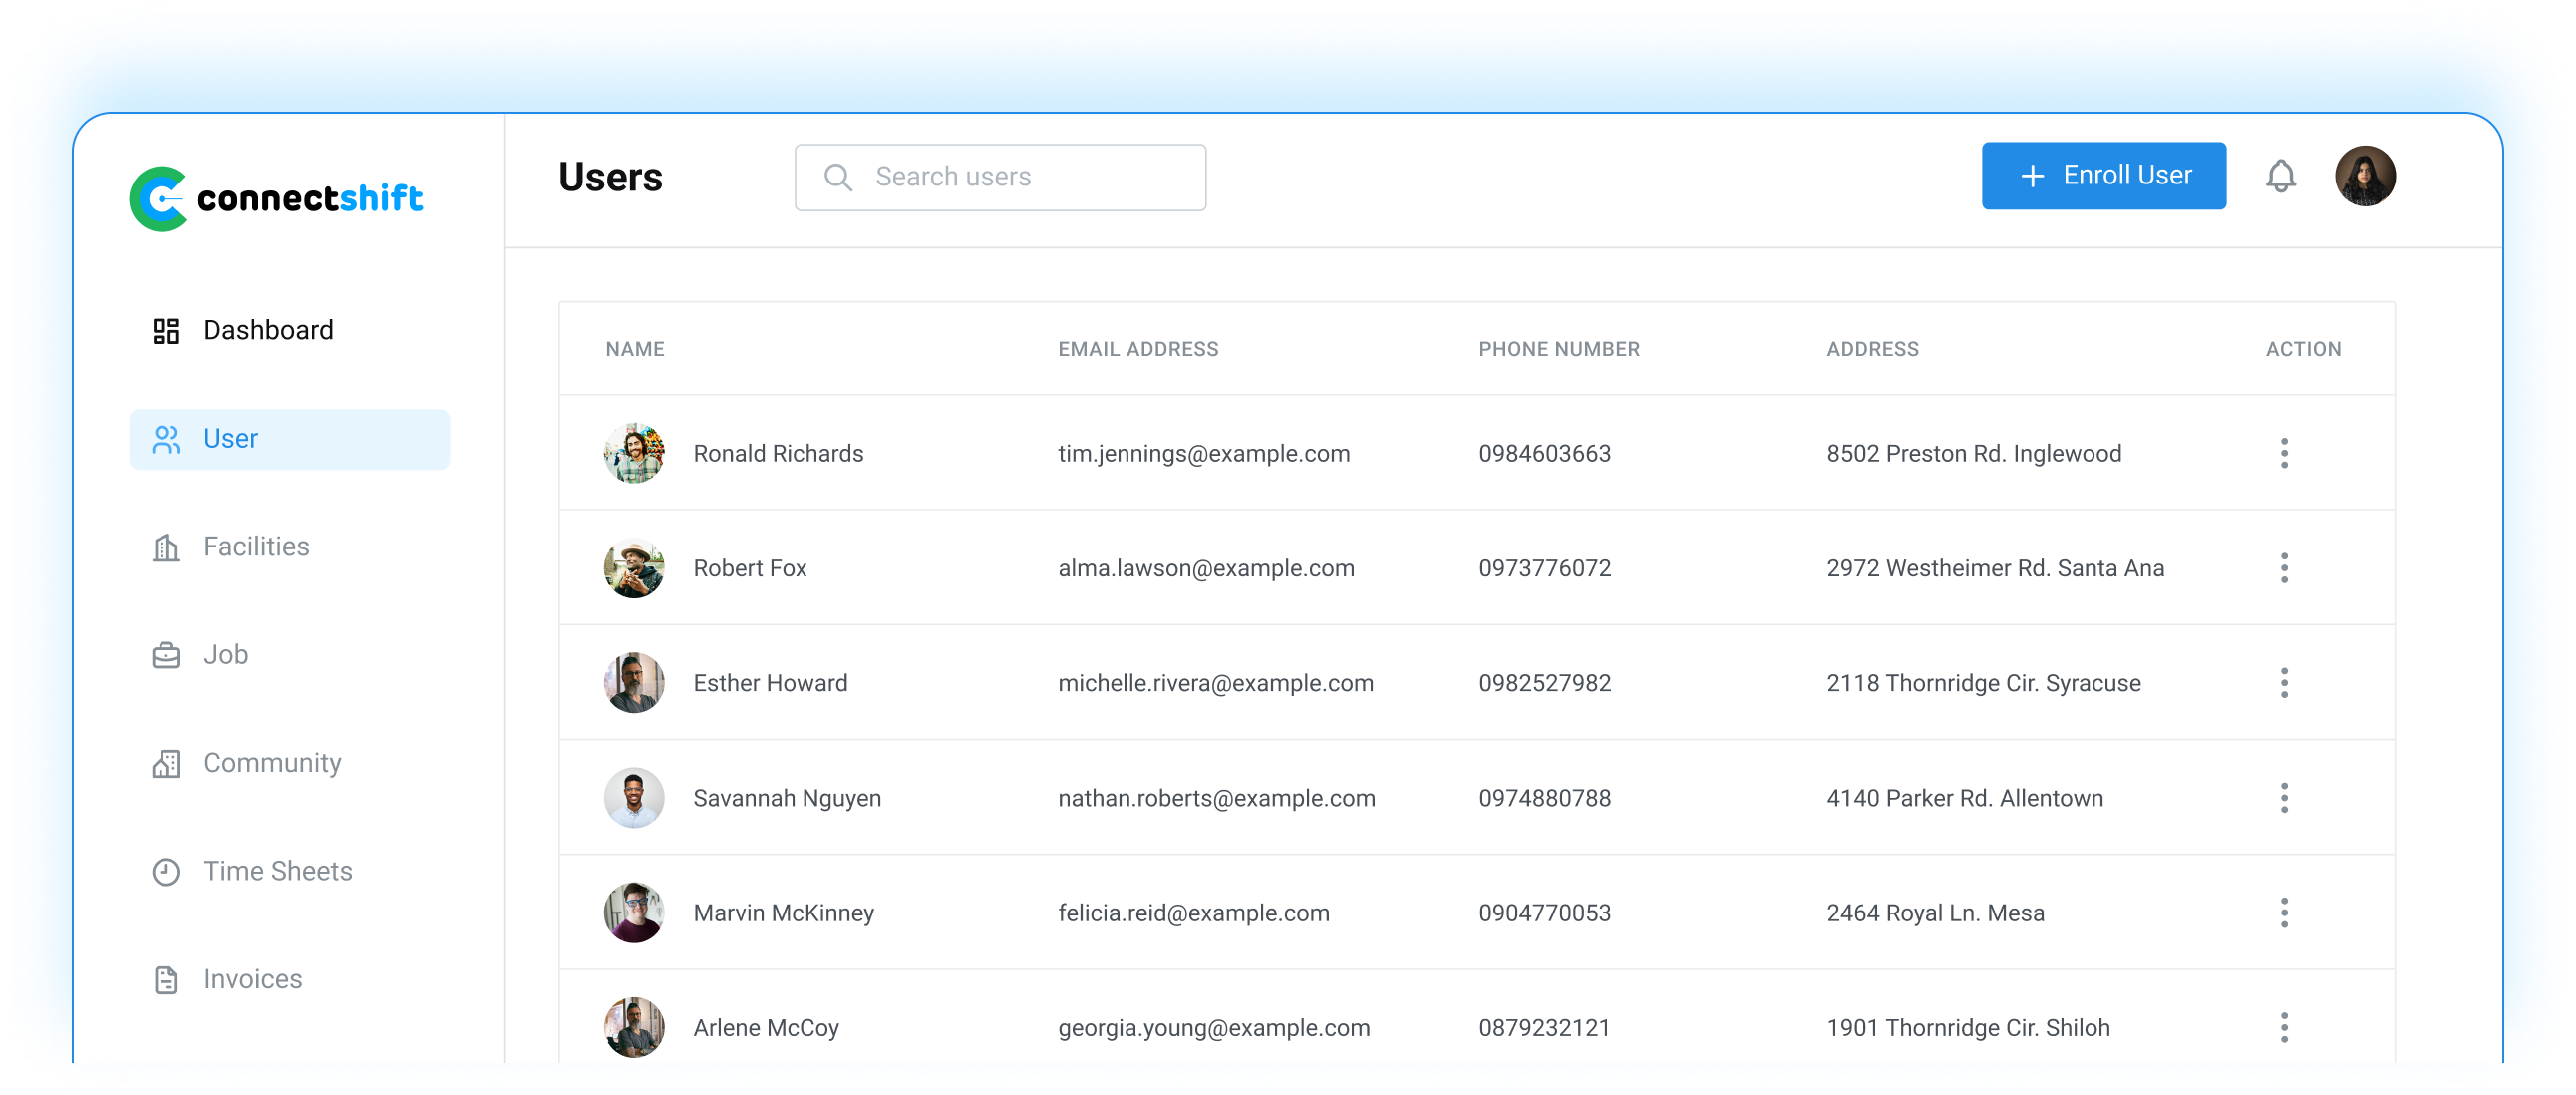 connectshift
Dashboard
User
Facilities
Job
Community
Time Sheets
Invoices
Users
Search users
+ Enroll User
NAME EMAIL ADDRESS PHONE NUMBER ADDRESS ACTION
Ronald Richards tim.jennings@example.com 0984603663 8502 Preston Rd. Inglewood
Robert Fox alma.lawson@example.com 0973776072 2972 Westheimer Rd. Santa Ana
Esther Howard michelle.rivera@example.com 0982527982 2118 Thornridge Cir. Syracuse
Savannah Nguyen nathan.roberts@example.com 0974880788 4140 Parker Rd. Allentown
Marvin McKinney felicia.reid@example.com 0904770053 2464 Royal Ln. Mesa
Arlene McCoy georgia.young@example.com 0879232121 1901 Thornridge Cir. Shiloh